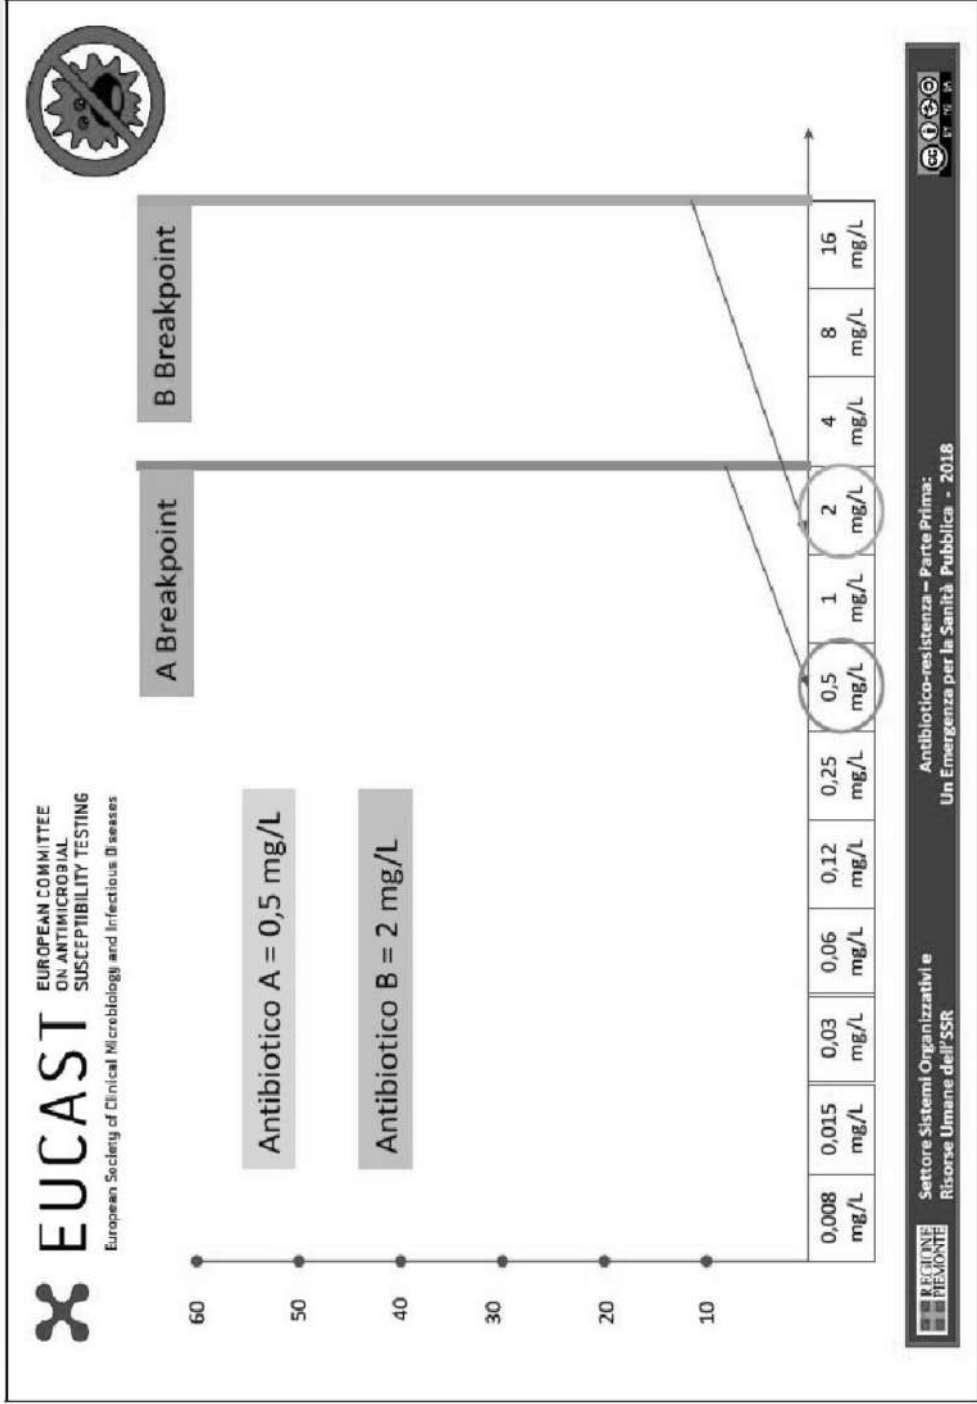 EUCAST
EUROPEAN COMMITTEE
ON ANTIMICROBIAL
SUSCEPTIBILITY TESTING
European Society of Clinical Microbiology and Infectious Diseases
A Breakpoint
B Breakpoint
Antibiotico A = 0,5 mg/L
Antibiotico B = 2 mg/L
60
50
40
30
20
10
0,008 mg/L
0,015 mg/L
0,03 mg/L
0,06 mg/L
0,12 mg/L
0,25 mg/L
0,5 mg/L
1 mg/L
2 mg/L
4 mg/L
8 mg/L
16 mg/L
REGIONE
PIEMONTE
Settore Sistemi Organizzativi e
Risorse Umane dell'SSR
Antibiotico-resistenza – Parte Prima:
Un Emergenza per la Sanità Pubblica - 2018
cc
BY NC SA